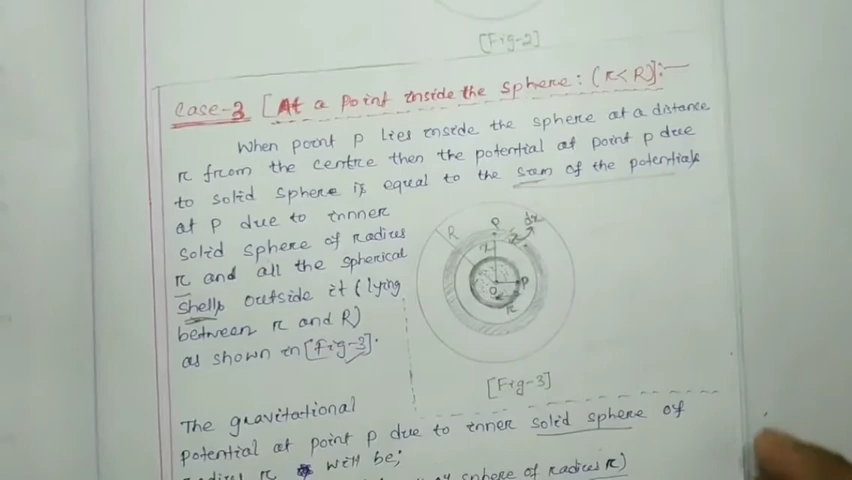 [Fig-2]
Case-3 [At a point inside the sphere: (r<R)]:—
When point P lies inside the sphere at a distance
r from the centre then the potential at point p due
to solid sphere is equal to the sum of the potentials
at P due to innner
solid sphere of radius
r and all the spherical
shells outside it (lying
between r and R)
as shown in [Fig-3].
R
P
dx
x
O
P
r
[Fig-3]
The gravitational
potential at point P due to inner solid sphere of
radius r will be;
sphere of radius r)